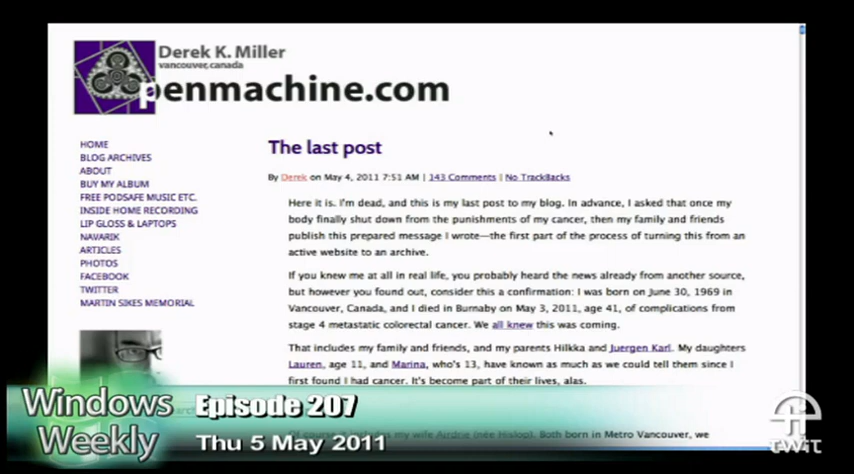 Derek K. Miller
vancouver, canada
penmachine.com
HOME
BLOG ARCHIVES
ABOUT
BUY MY ALBUM
FREE PODSAFE MUSIC ETC.
INSIDE HOME RECORDING
LIP GLOSS & LAPTOPS
NAVARIK
ARTICLES
PHOTOS
FACEBOOK
TWITTER
MARTIN SIKES MEMORIAL
The last post
By Derek on May 4, 2011 7:51 AM | 143 Comments | No TrackBacks
Here it is. I'm dead, and this is my last post to my blog. In advance, I asked that once my
body finally shut down from the punishments of my cancer, then my family and friends
publish this prepared message I wrote—the first part of the process of turning this from an
active website to an archive.
If you knew me at all in real life, you probably heard the news already from another source,
but however you found out, consider this a confirmation: I was born on June 30, 1969 in
Vancouver, Canada, and I died in Burnaby on May 3, 2011, age 41, of complications from
stage 4 metastatic colorectal cancer. We all knew this was coming.
That includes my family and friends, and my parents Hilkka and Juergen Karl. My daughters
Lauren, age 11, and Marina, who's 13, have known as much as we could tell them since I
first found I had cancer. It's become part of their lives, alas.
Of course it includes my wife Airdrie (née Hislop). Both born in Metro Vancouver, we
Windows
Weekly
Episode 207
Thu 5 May 2011
twit